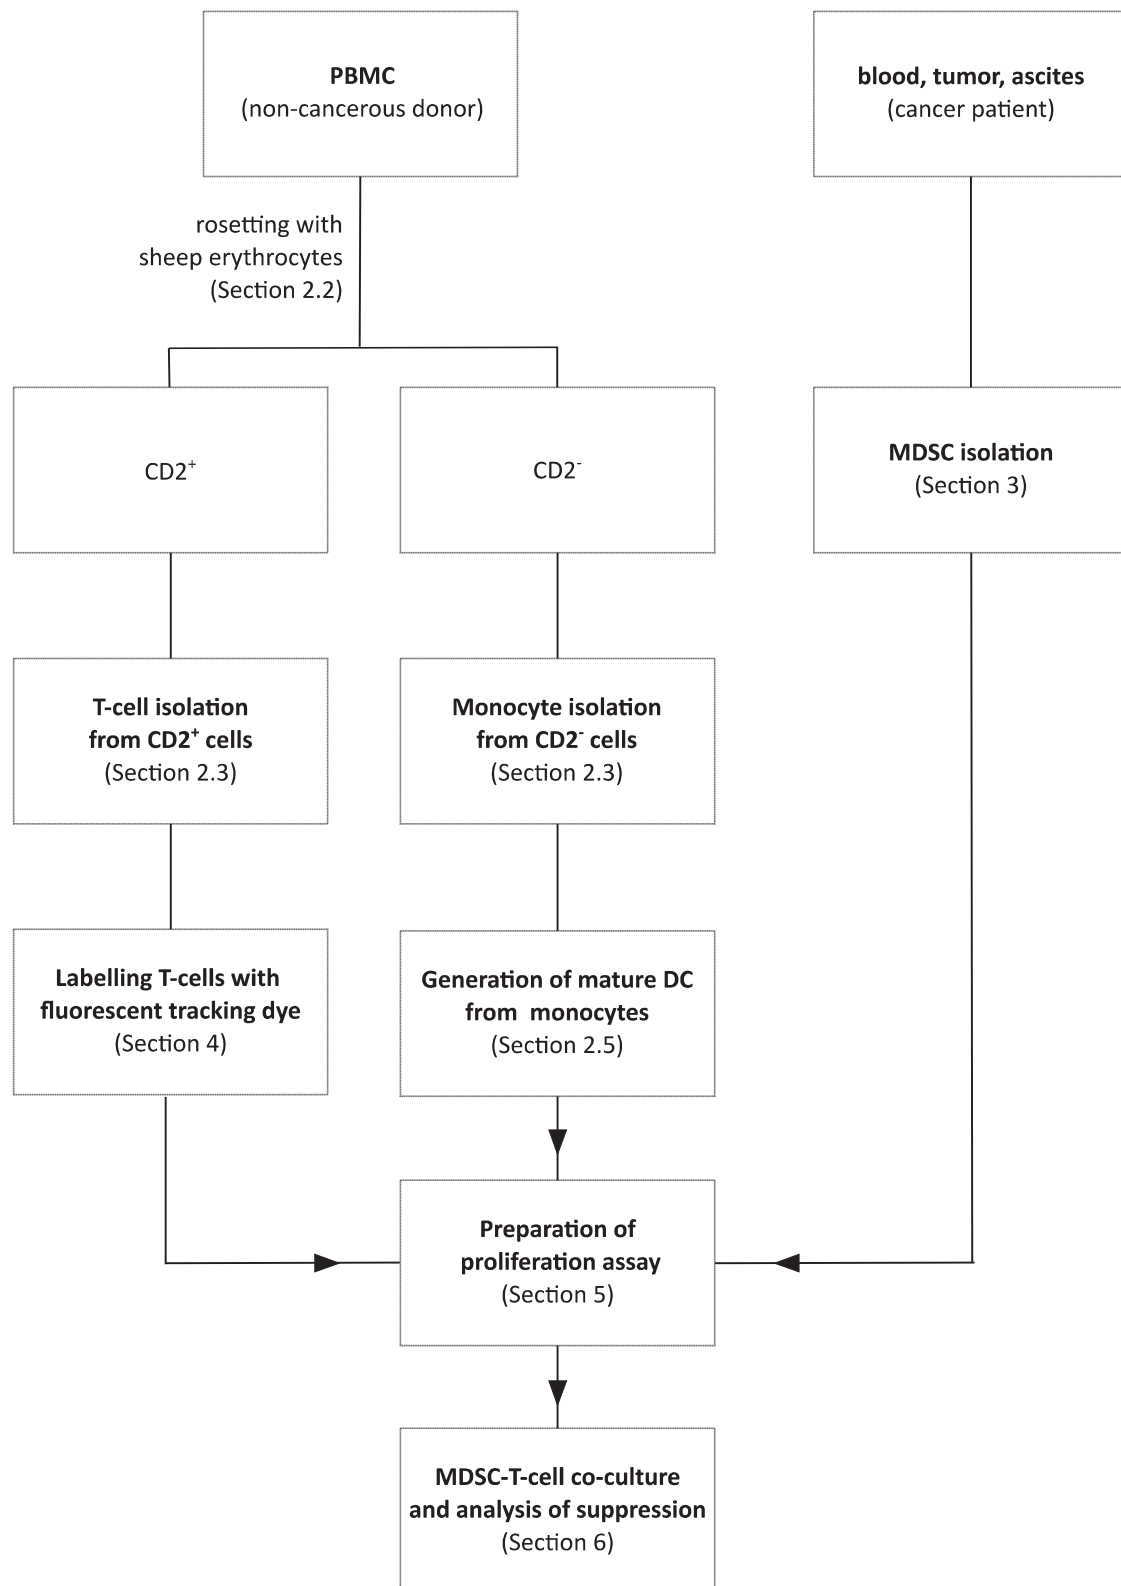 PBMC
(non-cancerous donor)
blood, tumor, ascites
(cancer patient)
rosetting with
sheep erythrocytes
(Section 2.2)
CD2⁺
CD2⁻
MDSC isolation
(Section 3)
T-cell isolation
from CD2⁺ cells
(Section 2.3)
Monocyte isolation
from CD2⁻ cells
(Section 2.3)
Labelling T-cells with
fluorescent tracking dye
(Section 4)
Generation of mature DC
from monocytes
(Section 2.5)
Preparation of
proliferation assay
(Section 5)
MDSC-T-cell co-culture
and analysis of suppression
(Section 6)